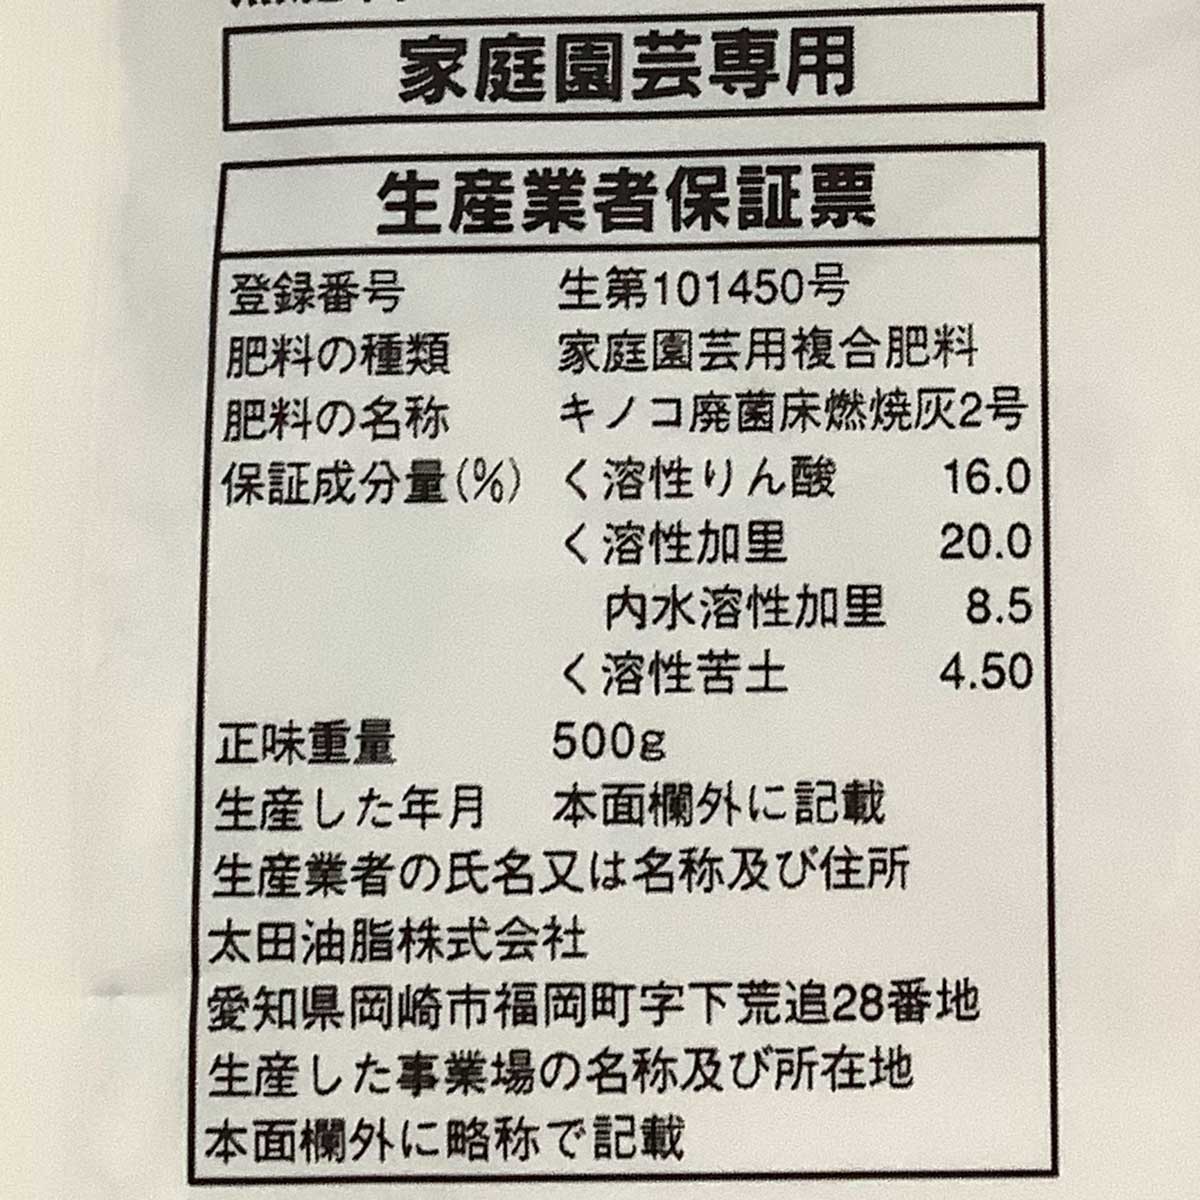 家庭園芸専用
生産業者保証票
登録番号 生第101450号
肥料の種類 家庭園芸用複合肥料
肥料の名称 キノコ廃菌床燃焼灰2号
保証成分量(%) く溶性りん酸 16.0
く溶性加里 20.0
内水溶性加里 8.5
く溶性苦土 4.50
正味重量 500g
生産した年月 本面欄外に記載
生産業者の氏名又は名称及び住所
太田油脂株式会社
愛知県岡崎市福岡町字下荒追28番地
生産した事業場の名称及び所在地
本面欄外に略称で記載